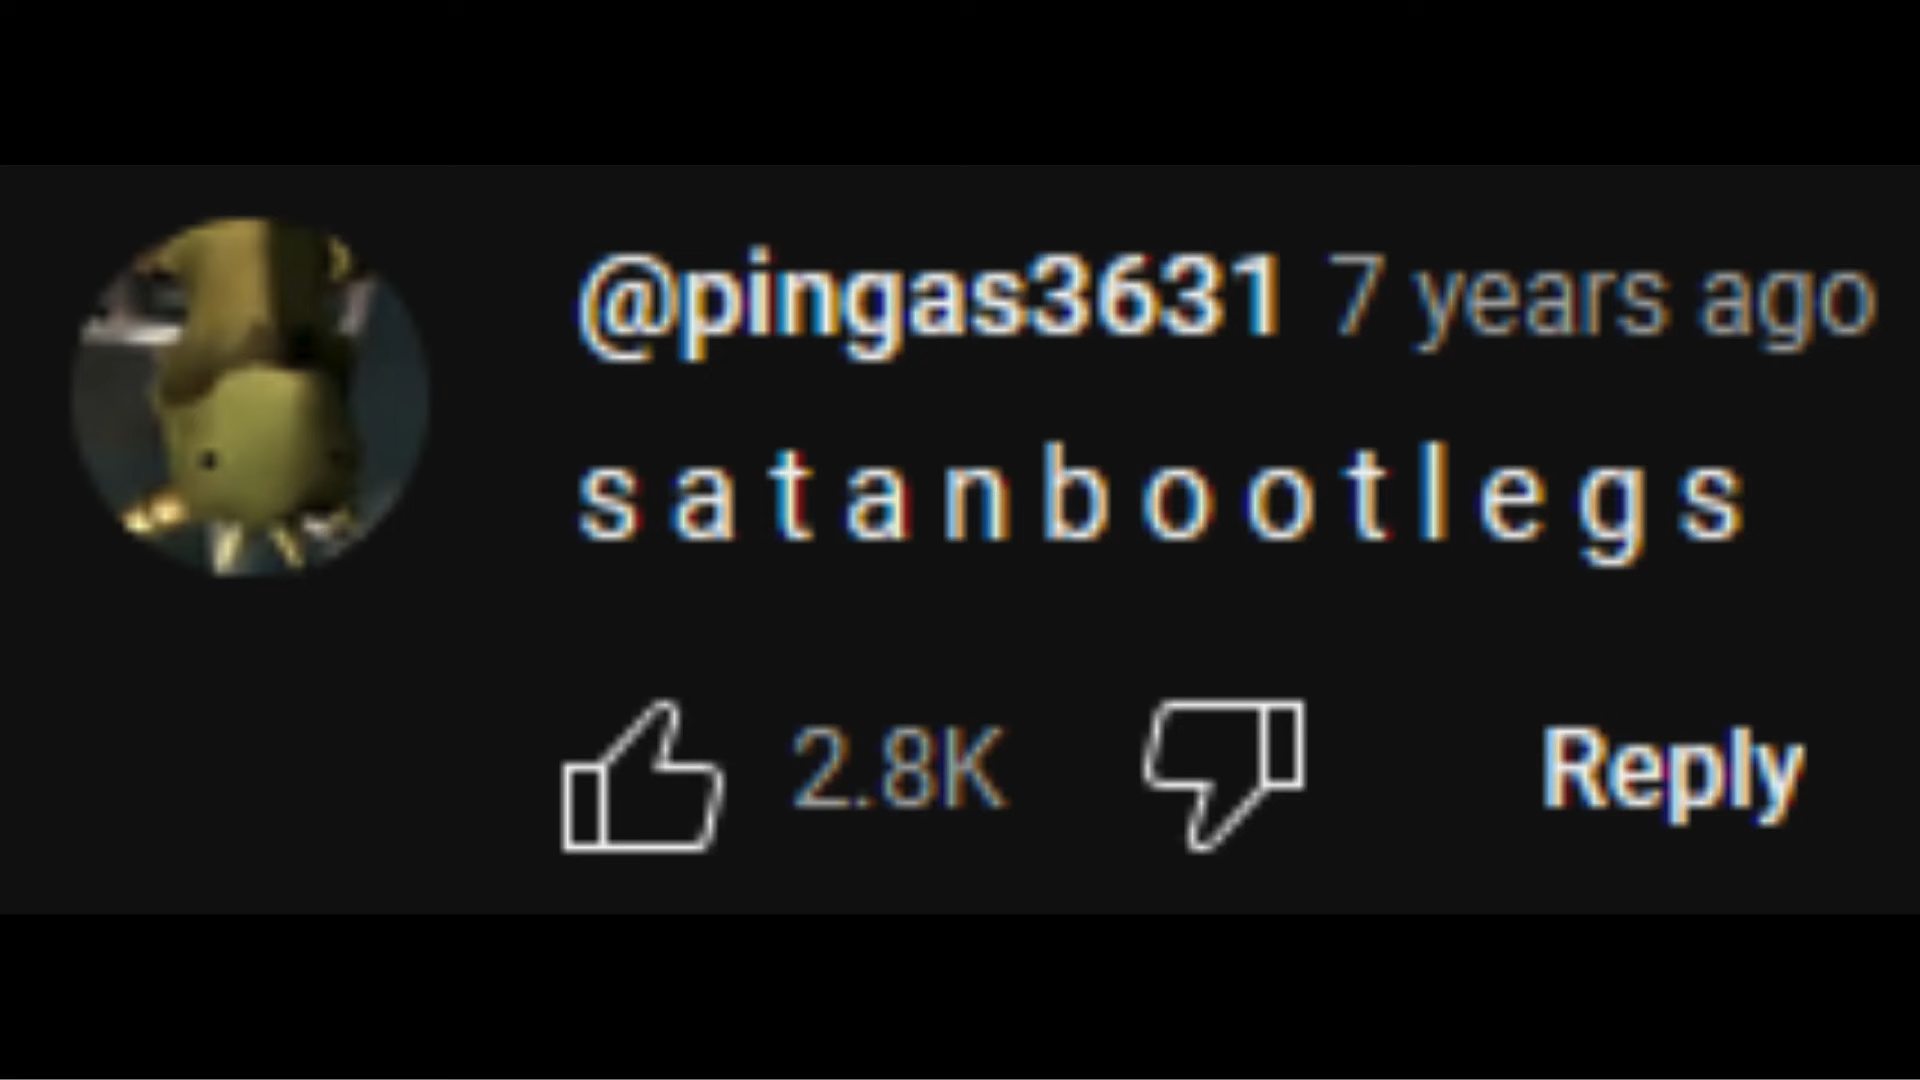 @pingas3631 7 years ago
s a t a n b o o t l e g s
2.8K Reply